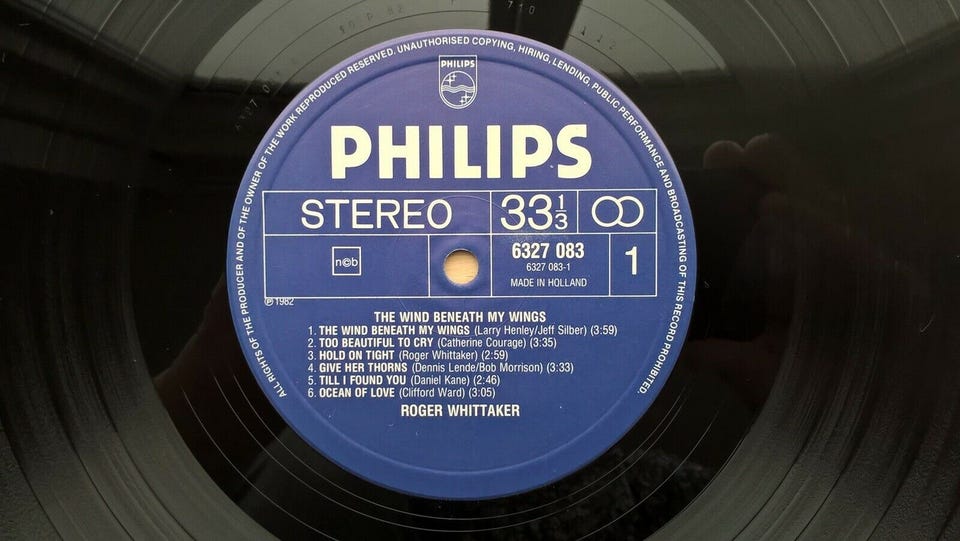 ALL RIGHTS OF THE PRODUCER AND OF THE OWNER OF THE WORK REPRODUCED RESERVED. UNAUTHORISED COPYING, HIRING, LENDING, PUBLIC PERFORMANCE AND BROADCASTING OF THIS RECORD PROHIBITED.
PHILIPS
PHILIPS
STEREO 33⅓
n©b 6327 083 1
6327 083-1
MADE IN HOLLAND
℗ 1982
THE WIND BENEATH MY WINGS
1. THE WIND BENEATH MY WINGS (Larry Henley/Jeff Silber) (3:59)
2. TOO BEAUTIFUL TO CRY (Catherine Courage) (3:35)
3. HOLD ON TIGHT (Roger Whittaker) (2:59)
4. GIVE HER THORNS (Dennis Lende/Bob Morrison) (3:33)
5. TILL I FOUND YOU (Daniel Kane) (2:46)
6. OCEAN OF LOVE (Clifford Ward) (3:05)
ROGER WHITTAKER